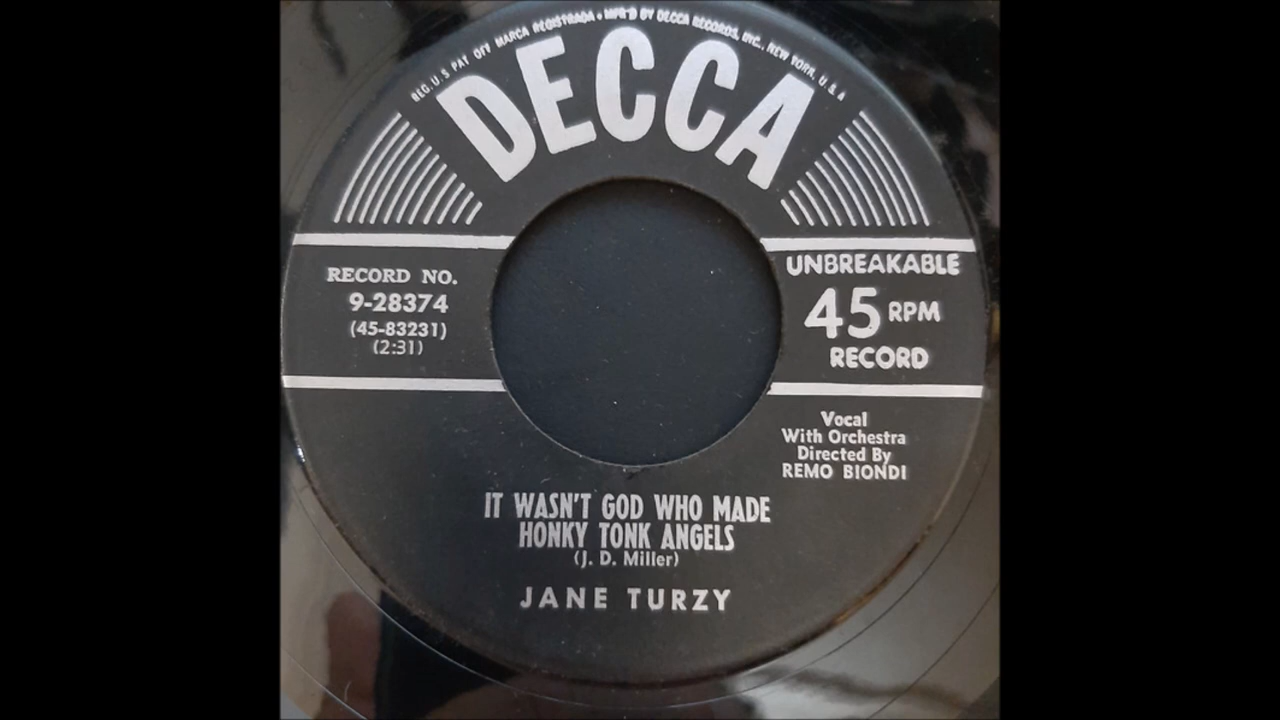 REG. U.S PAT OFF MARCA REGISTRADA • MFR'D BY DECCA RECORDS, INC., NEW YORK, U.S.A
DECCA
RECORD NO.
9-28374
(45-83231)
(2:31)
UNBREAKABLE
45 RPM
RECORD
Vocal
With Orchestra
Directed By
REMO BIONDI
IT WASN'T GOD WHO MADE
HONKY TONK ANGELS
(J. D. Miller)
JANE TURZY